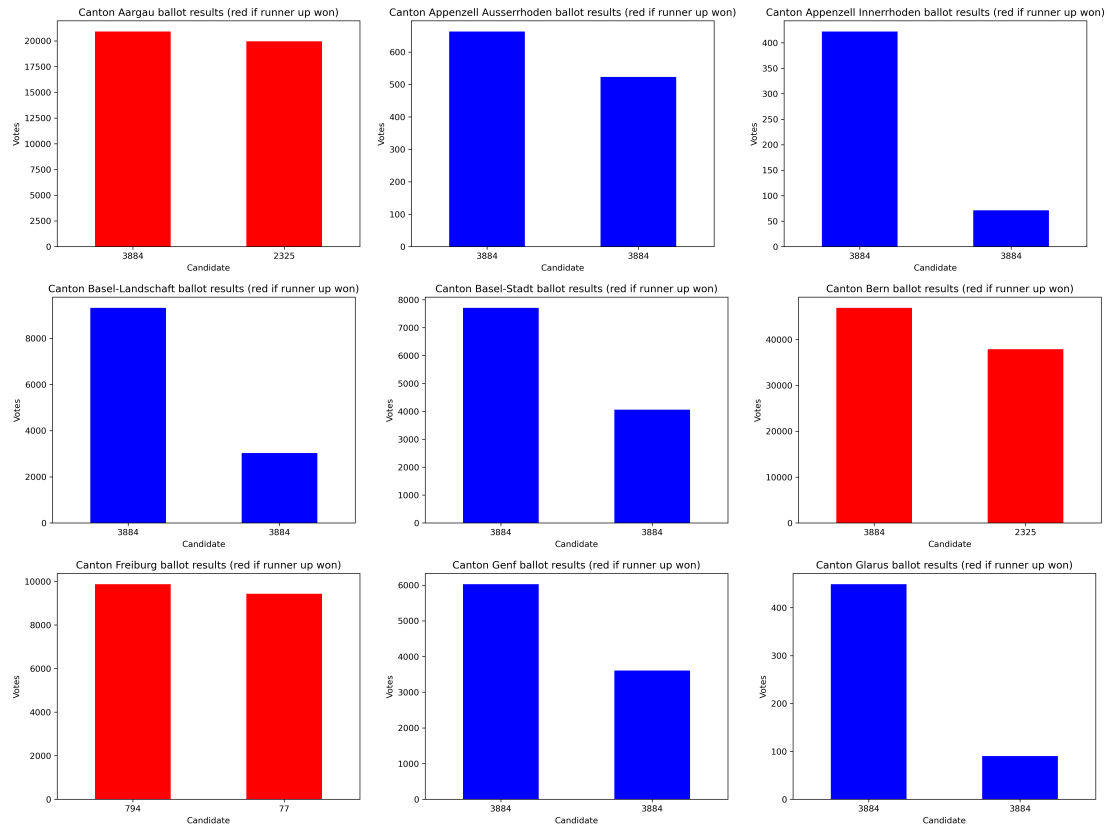 Canton Aargau ballot results (red if runner up won)
20000
17500
15000
12500
10000
7500
5000
2500
0
Votes
3884 2325
Candidate
Canton Appenzell Ausserrhoden ballot results (red if runner up won)
600
500
400
300
200
100
0
Votes
3884 3884
Candidate
Canton Appenzell Innerrhoden ballot results (red if runner up won)
400
350
300
250
200
150
100
50
0
Votes
3884 3884
Candidate
Canton Basel-Landschaft ballot results (red if runner up won)
8000
6000
4000
2000
0
Votes
3884 3884
Candidate
Canton Basel-Stadt ballot results (red if runner up won)
8000
7000
6000
5000
4000
3000
2000
1000
0
Votes
3884 3884
Candidate
Canton Bern ballot results (red if runner up won)
40000
30000
20000
10000
0
Votes
3884 2325
Candidate
Canton Freiburg ballot results (red if runner up won)
10000
8000
6000
4000
2000
0
Votes
794 77
Candidate
Canton Genf ballot results (red if runner up won)
6000
5000
4000
3000
2000
1000
0
Votes
3884 3884
Candidate
Canton Glarus ballot results (red if runner up won)
400
300
200
100
0
Votes
3884 3884
Candidate